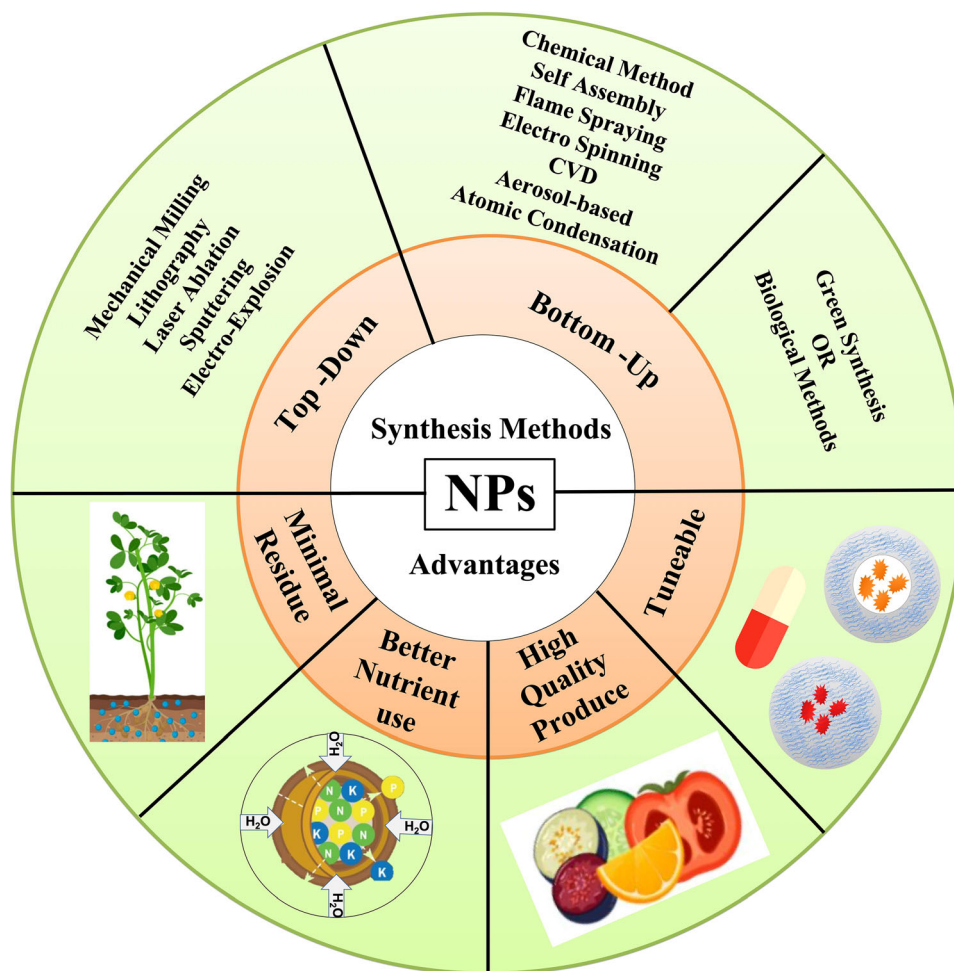 Chemical Method
Self Assembly
Flame Spraying
Electro Spinning
CVD
Aerosol-based
Atomic Condensation
Mechanical Milling
Lithography
Laser Ablation
Sputtering
Electro-Explosion
Green Synthesis
OR
Biological Methods
Top -Down
Bottom -Up
Synthesis Methods
NPs
Advantages
Minimal
Residue
Better
Nutrient
use
High
Quality
Produce
Tuneable
H₂O
N
K
P
P
N
P
H₂O
K
P
N
H₂O
N
K
K
H₂O